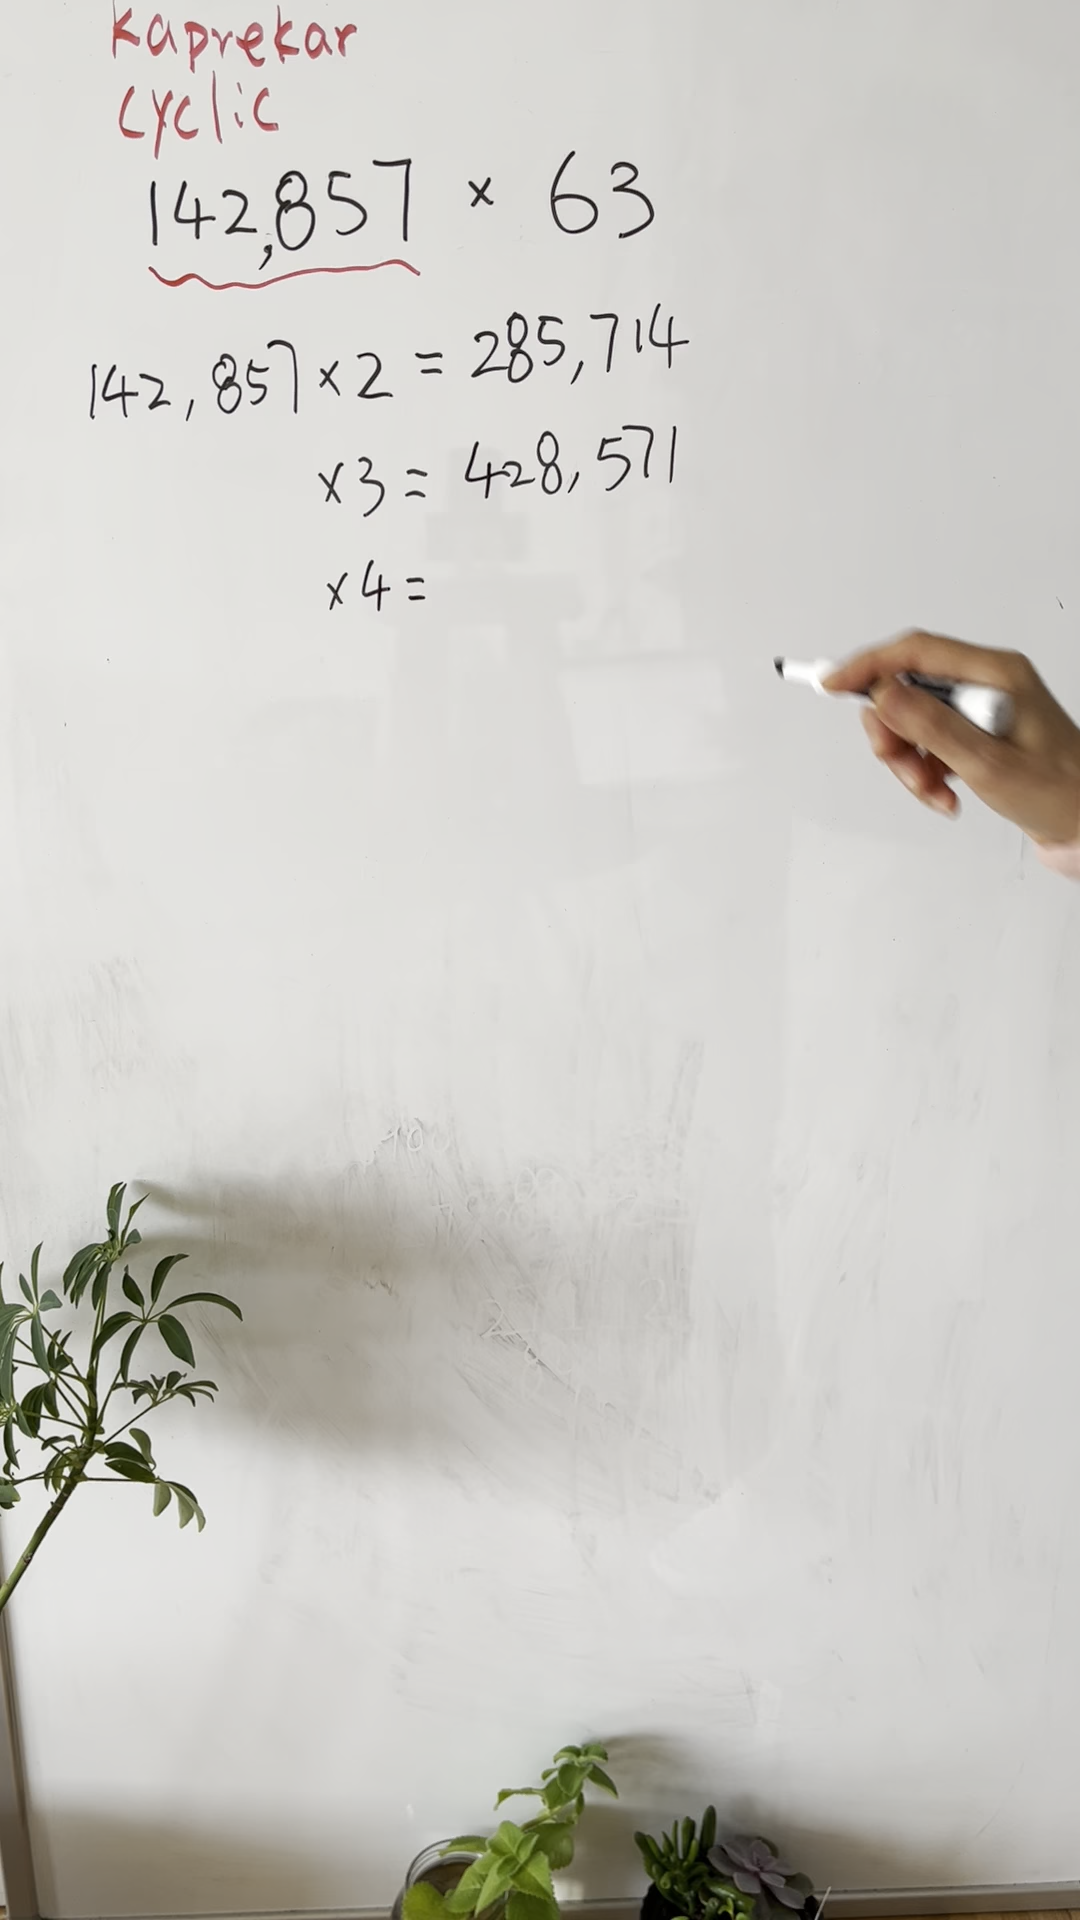 Kaprekar
cyclic
142,857 × 63
142,857 × 2 = 285,714
×3 = 428,571
×4 =